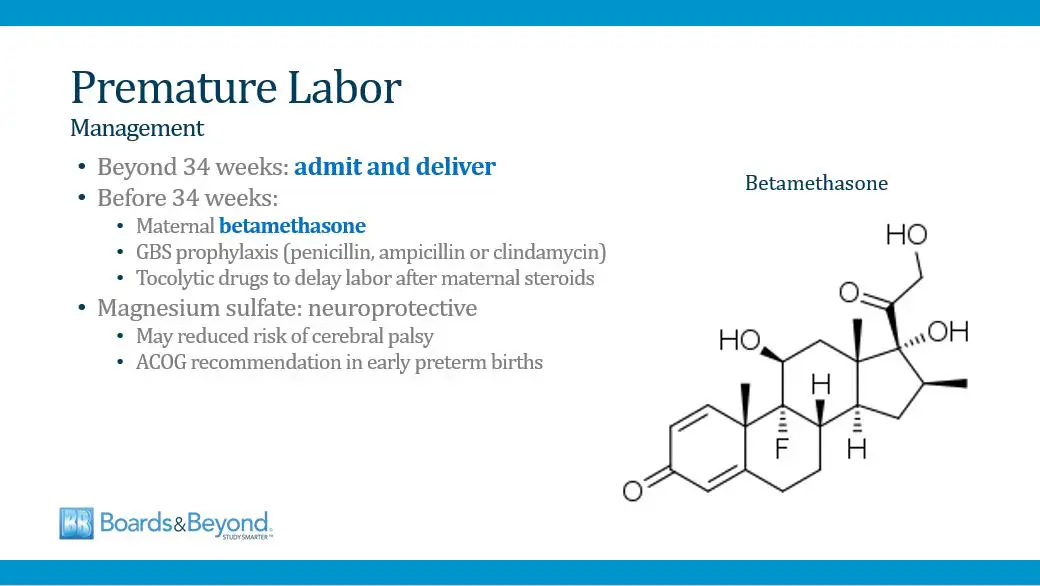 Premature Labor
Management
• Beyond 34 weeks: admit and deliver
• Before 34 weeks:
• Maternal betamethasone
• GBS prophylaxis (penicillin, ampicillin or clindamycin)
• Tocolytic drugs to delay labor after maternal steroids
• Magnesium sulfate: neuroprotective
• May reduced risk of cerebral palsy
• ACOG recommendation in early preterm births
Betamethasone
HO
O
OH
HO
H
F
H
O
BB Boards&Beyond.
STUDY SMARTER™